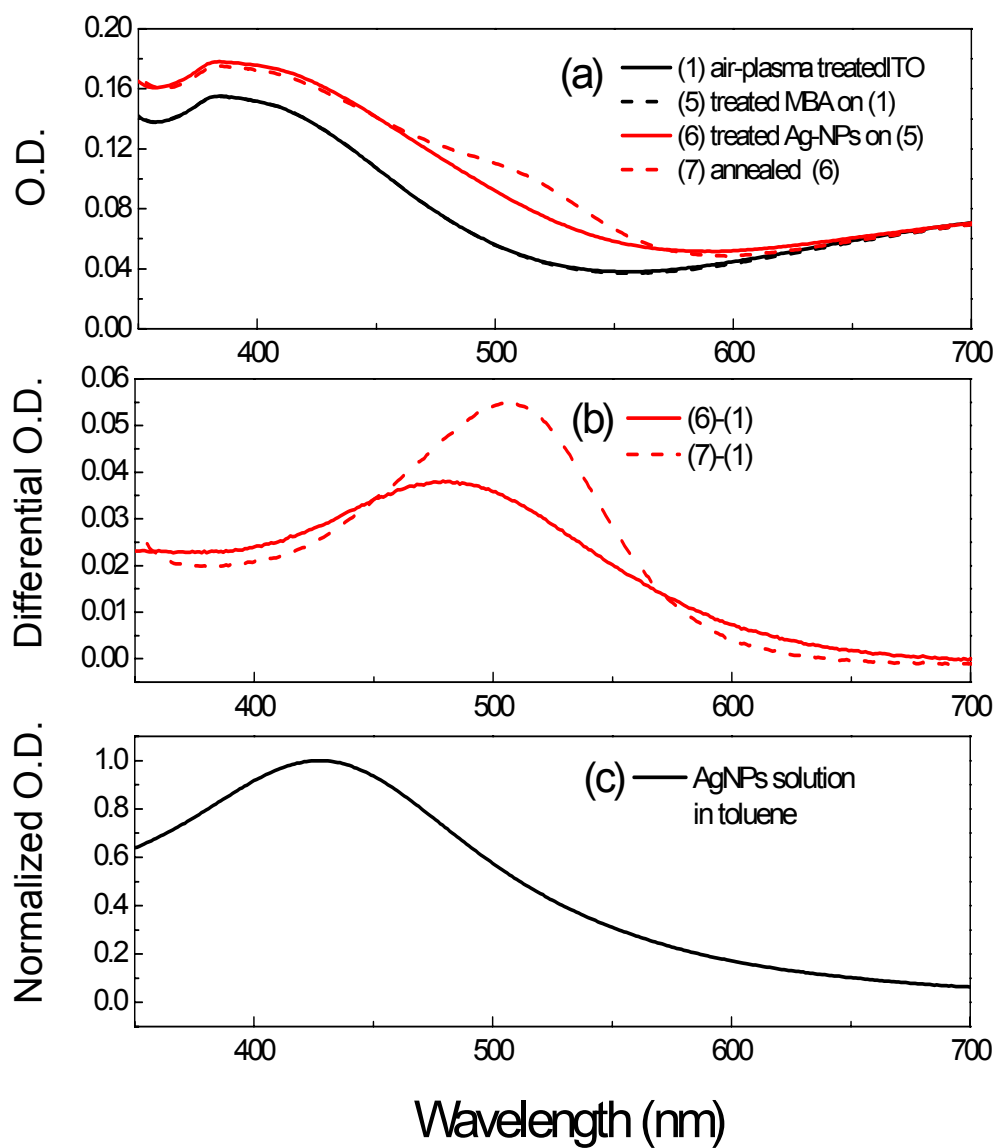 0.20
0.16
0.12
0.08
0.04
0.00
O.D.
(a)
(1) air-plasma treatedITO
(5) treated MBA on (1)
(6) treated Ag-NPs on (5)
(7) annealed (6)
400
500
600
700
0.06
0.05
0.04
0.03
0.02
0.01
0.00
Differential O.D.
(b)
(6)-(1)
(7)-(1)
400
500
600
700
1.0
0.8
0.6
0.4
0.2
0.0
Normalized O.D.
(c)
AgNPs solution
in toluene
400
500
600
700
Wavelength (nm)